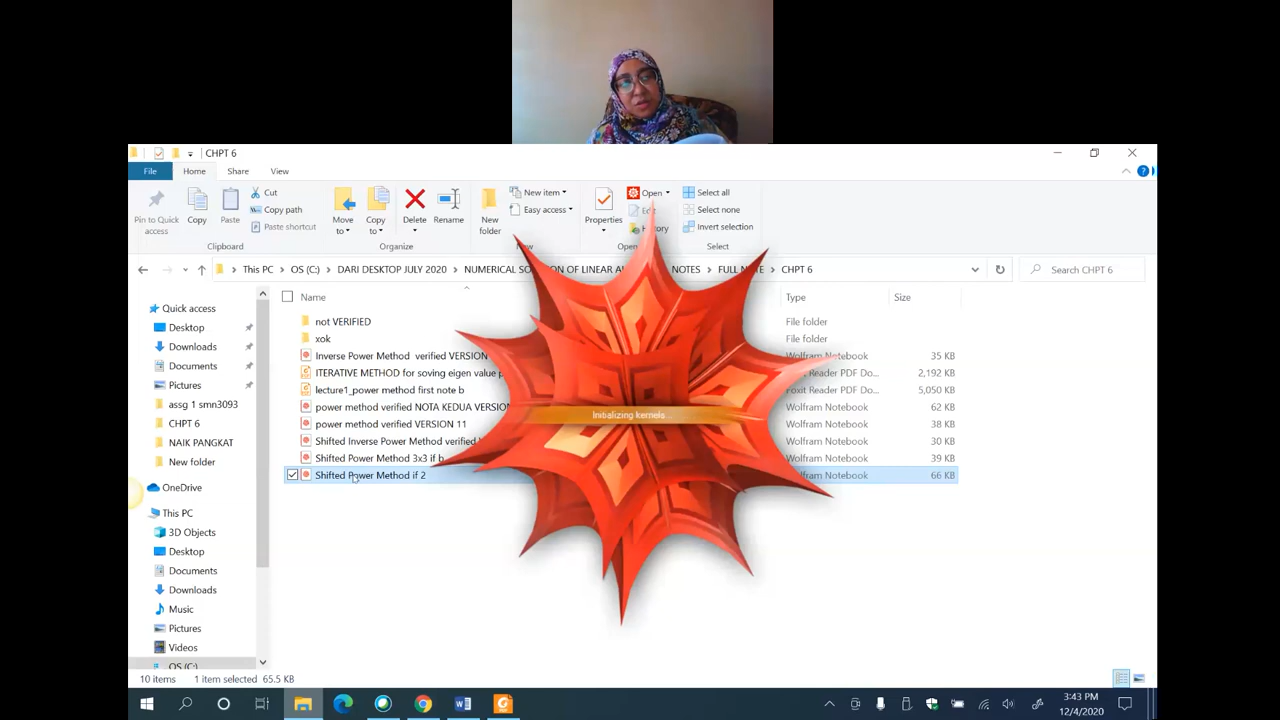 CHPT 6
File Home Share View
Pin to Quick access
Copy
Paste
Cut
Copy path
Paste shortcut
Clipboard
Move to
Copy to
Delete
Rename
Organize
New folder
New item
Easy access
Properties
Open
History
Select all
Select none
Invert selection
Select
This PC OS (C:) DARI DESKTOP JULY 2020 NOTES CHPT 6
Search CHPT 6
Name Type Size
not VERIFIED File folder
xok File folder
Inverse Power Method verified VERSION Wolfram Notebook 35 KB
ITERATIVE METHOD for soving eigen value Foxit Reader PDF Do... 2,192 KB
lecture1_power method first note b Foxit Reader PDF Do... 5,050 KB
power method verified NOTA KEDUA Wolfram Notebook 62 KB
power method verified VERSION 11 Wolfram Notebook 38 KB
Shifted Inverse Power Method verified Wolfram Notebook 30 KB
Shifted Power Method 3x3 if b Wolfram Notebook 39 KB
Shifted Power Method if 2 66 KB
Initializing kernels...
Quick access
Desktop
Downloads
Documents
Pictures
assg 1 smn3093
CHPT 6
NAIK PANGKAT
New folder
OneDrive
This PC
3D Objects
Desktop
Documents
Downloads
Music
Pictures
Videos
OS (C:)
10 items 1 item selected 65.5 KB
3:43 PM
12/4/2020